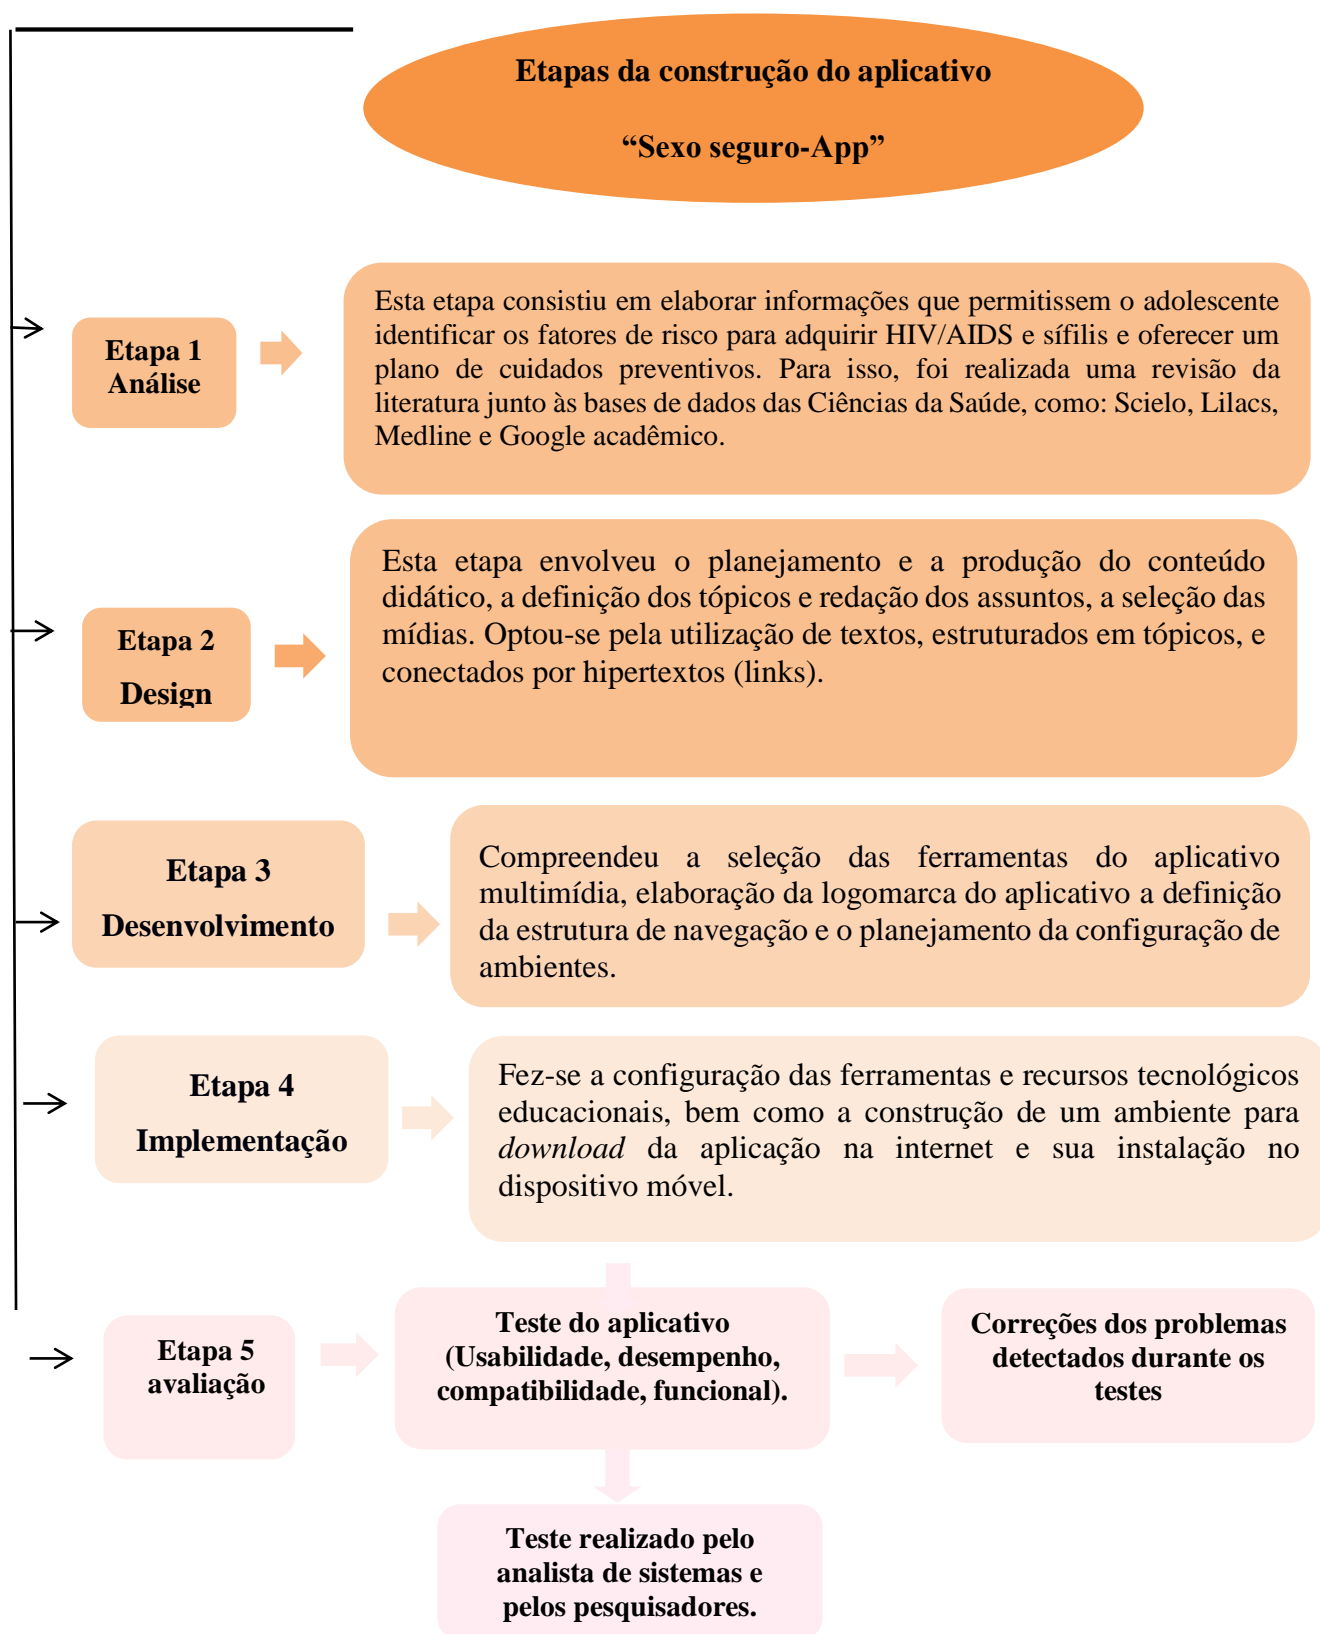 Etapas da construção do aplicativo
“Sexo seguro-App”
Etapa 1
Análise
Esta etapa consistiu em elaborar informações que permitissem o adolescente
identificar os fatores de risco para adquirir HIV/AIDS e sífilis e oferecer um
plano de cuidados preventivos. Para isso, foi realizada uma revisão da
literatura junto às bases de dados das Ciências da Saúde, como: Scielo, Lilacs,
Medline e Google acadêmico.
Etapa 2
Design
Esta etapa envolveu o planejamento e a produção do conteúdo
didático, a definição dos tópicos e redação dos assuntos, a seleção das
mídias. Optou-se pela utilização de textos, estruturados em tópicos, e
conectados por hipertextos (links).
Etapa 3
Desenvolvimento
Compreendeu a seleção das ferramentas do aplicativo
multimídia, elaboração da logomarca do aplicativo a definição
da estrutura de navegação e o planejamento da configuração de
ambientes.
Etapa 4
Implementação
Fez-se a configuração das ferramentas e recursos tecnológicos
educacionais, bem como a construção de um ambiente para
download da aplicação na internet e sua instalação no
dispositivo móvel.
Etapa 5
avaliação
Teste do aplicativo
(Usabilidade, desempenho,
compatibilidade, funcional).
Correções dos problemas
detectados durante os
testes
Teste realizado pelo
analista de sistemas e
pelos pesquisadores.